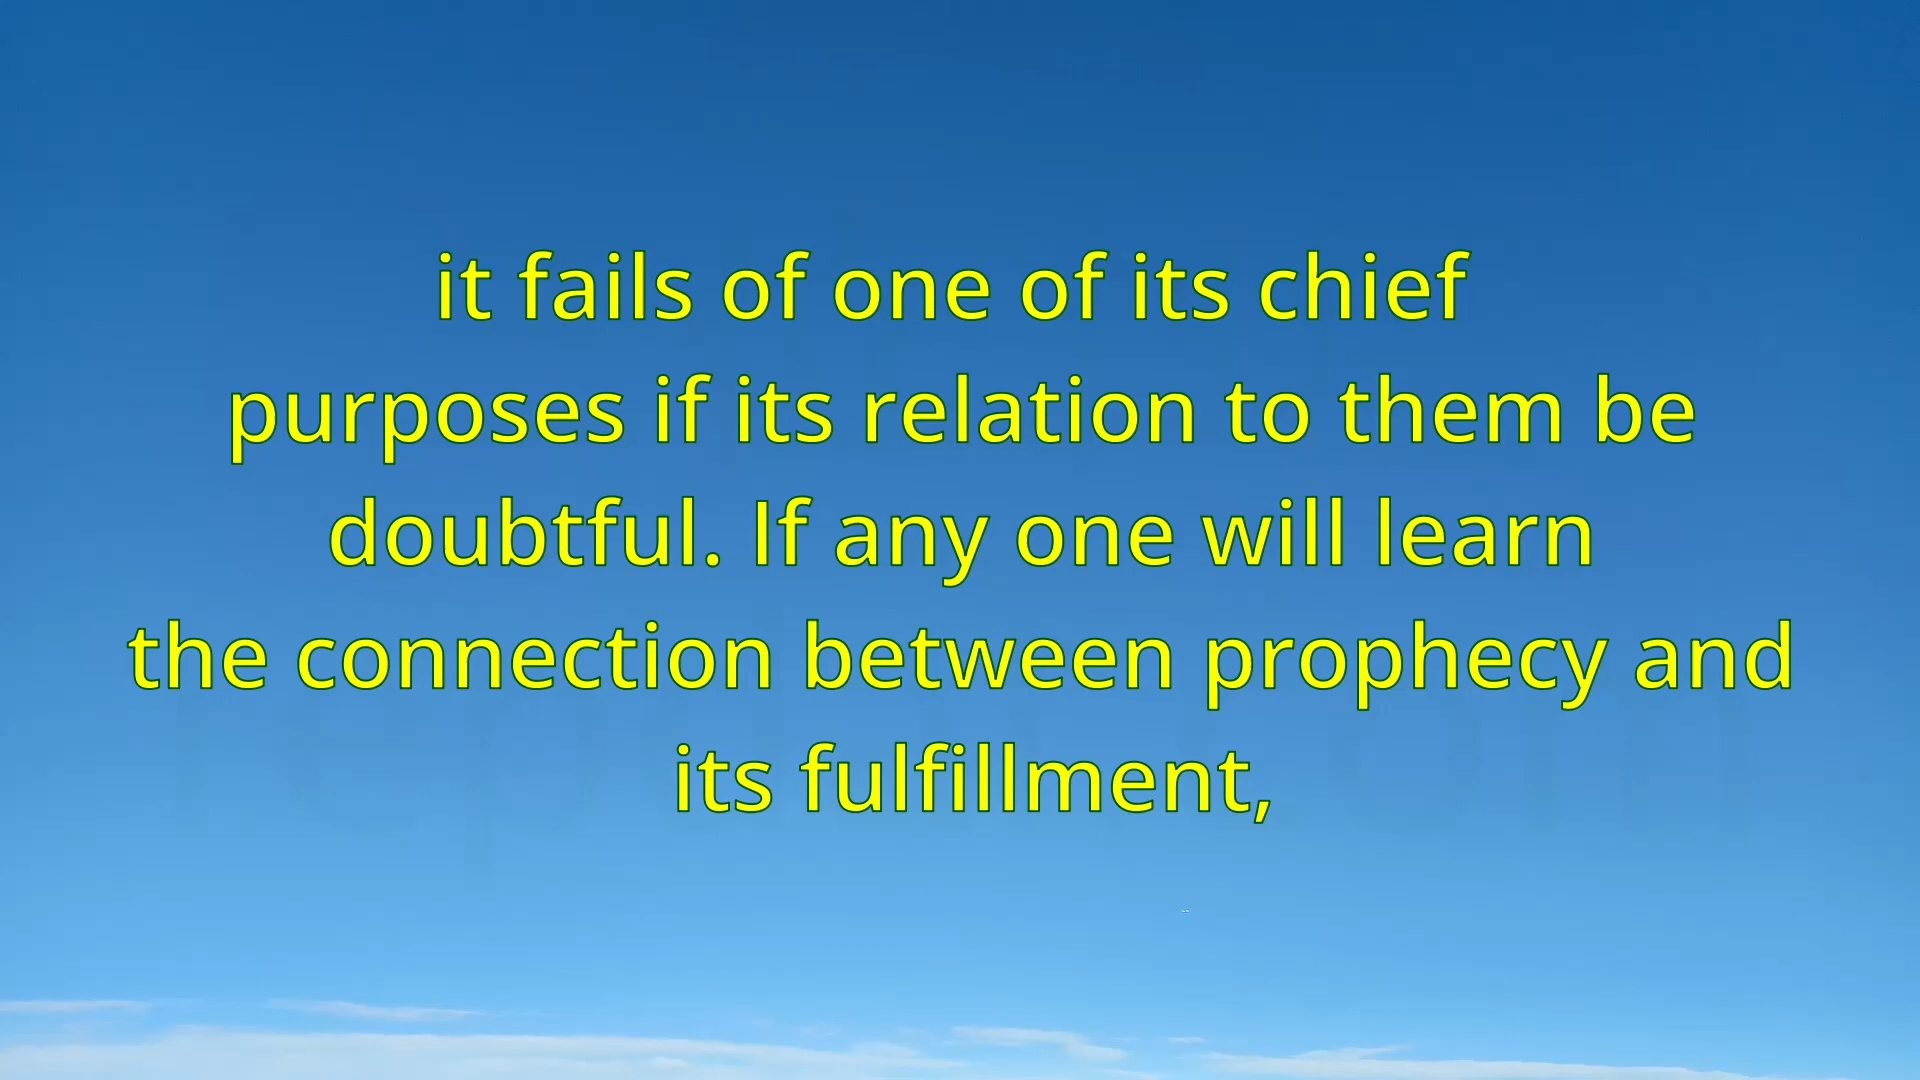 it fails of one of its chief
purposes if its relation to them be
doubtful. If any one will learn
the connection between prophecy and
its fulfillment,